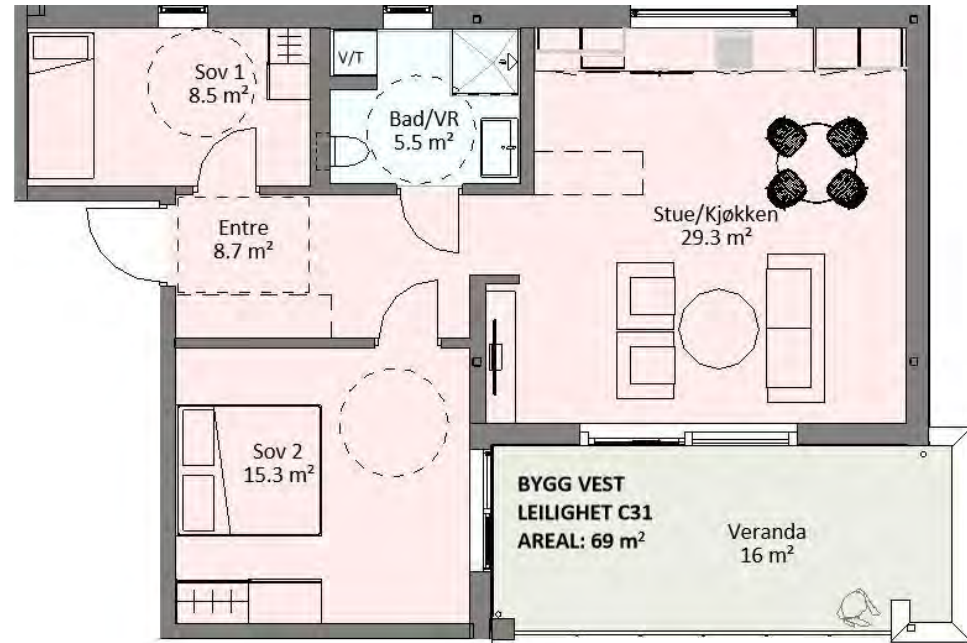 Sov 1
8.5 m²
V/T
Bad/VR
5.5 m²
Entre
8.7 m²
Stue/Kjøkken
29.3 m²
Sov 2
15.3 m²
BYGG VEST
LEILIGHET C31
AREAL: 69 m²
Veranda
16 m²